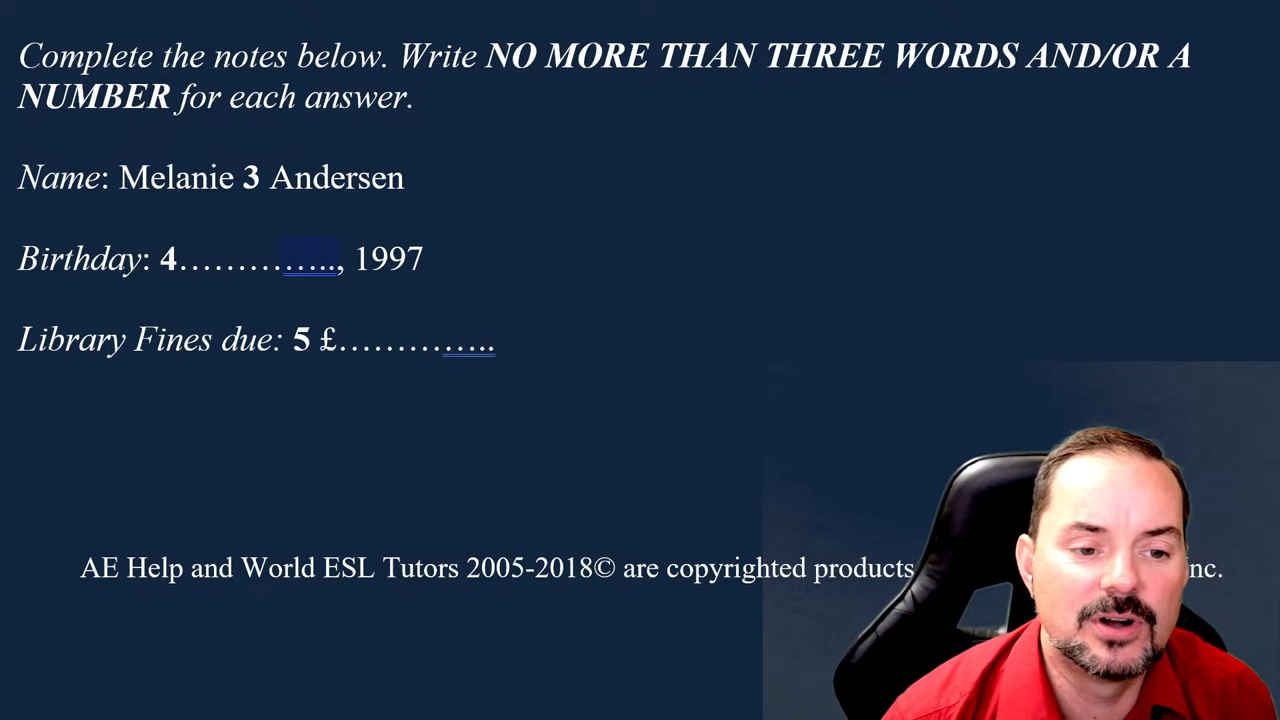 Complete the notes below. Write NO MORE THAN THREE WORDS AND/OR A
NUMBER for each answer.
Name: Melanie 3 Andersen
Birthday: 4…………….., 1997
Library Fines due: 5 £……………..
AE Help and World ESL Tutors 2005-2018© are copyrighted products